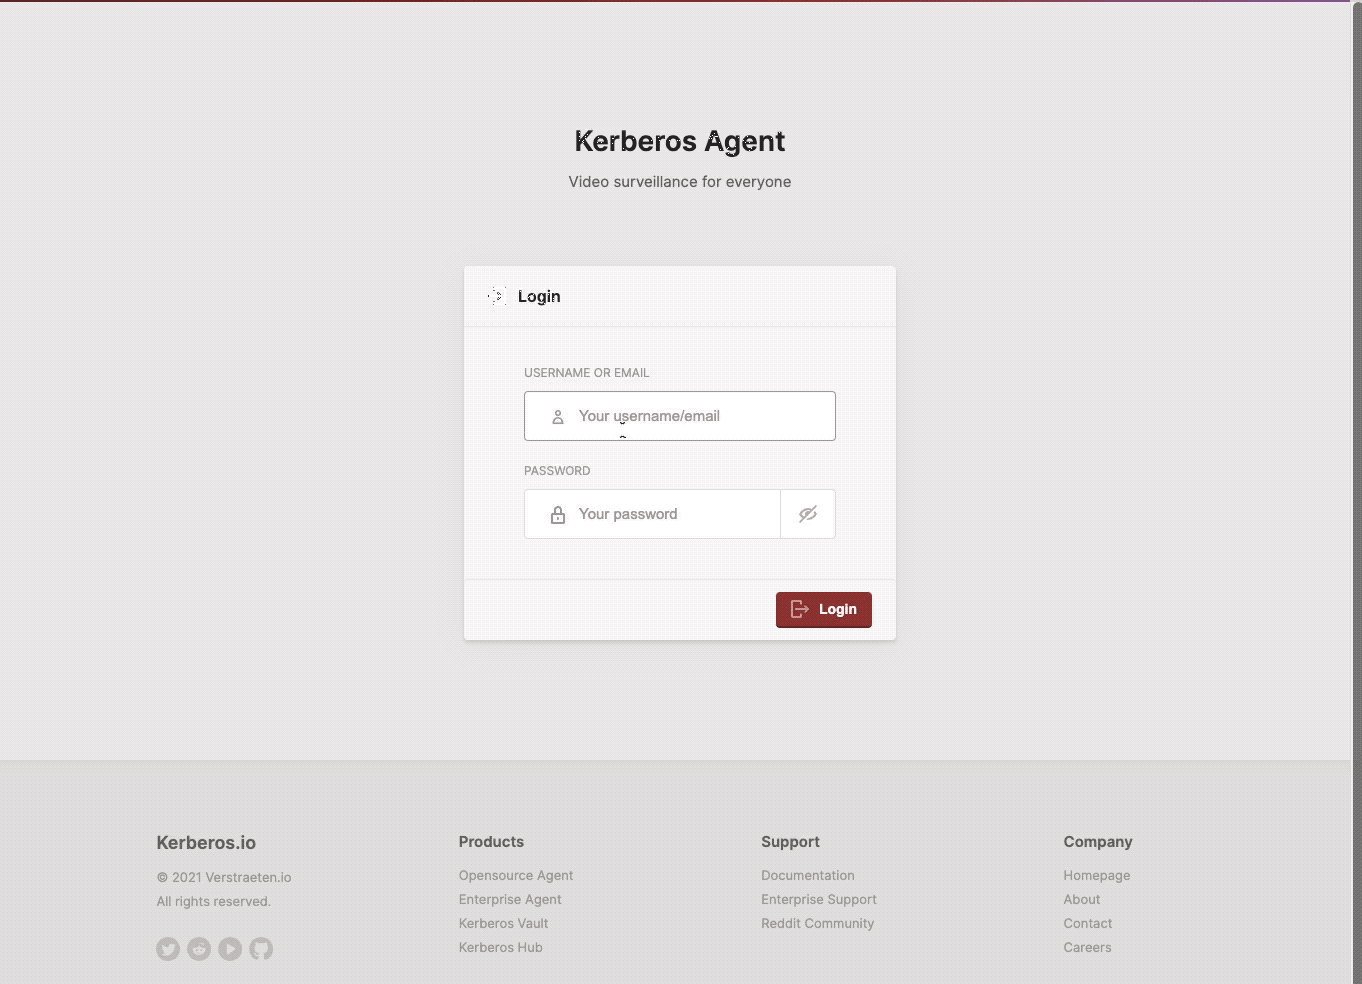 Kerberos Agent
Video surveillance for everyone
Login
USERNAME OR EMAIL
Your username/email
PASSWORD
Your password
Login
Kerberos.io
© 2021 Verstraeten.io
All rights reserved.
Products
Opensource Agent
Enterprise Agent
Kerberos Vault
Kerberos Hub
Support
Documentation
Enterprise Support
Reddit Community
Company
Homepage
About
Contact
Careers